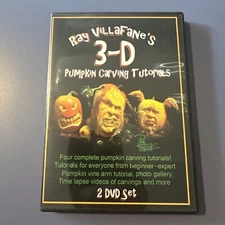 Ray Villafane's
3-D
Pumpkin Carving Tutorials
Four complete pumpkin carving tutorials!
Tutorials for everyone from beginner-expert
Pumpkin vine arm tutorial, photo gallery,
Time lapse videos of carvings and more
2 DVD Set